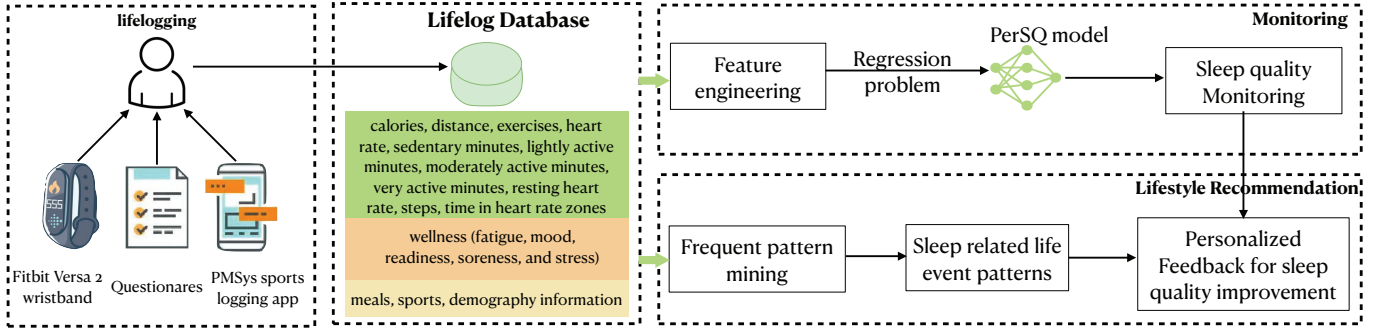 lifelogging
555
Fitbit Versa 2
wristband
Questionares
PMSys sports
logging app
Lifelog Database
calories, distance, exercises, heart
rate, sedentary minutes, lightly active
minutes, moderately active minutes,
very active minutes, resting heart
rate, steps, time in heart rate zones
wellness (fatigue, mood,
readiness, soreness, and stress)
meals, sports, demography information
Monitoring
Feature
engineering
Regression
problem
PerSQ model
Sleep quality
Monitoring
Lifestyle Recommendation
Frequent pattern
mining
Sleep related life
event patterns
Personalized
Feedback for sleep
quality improvement